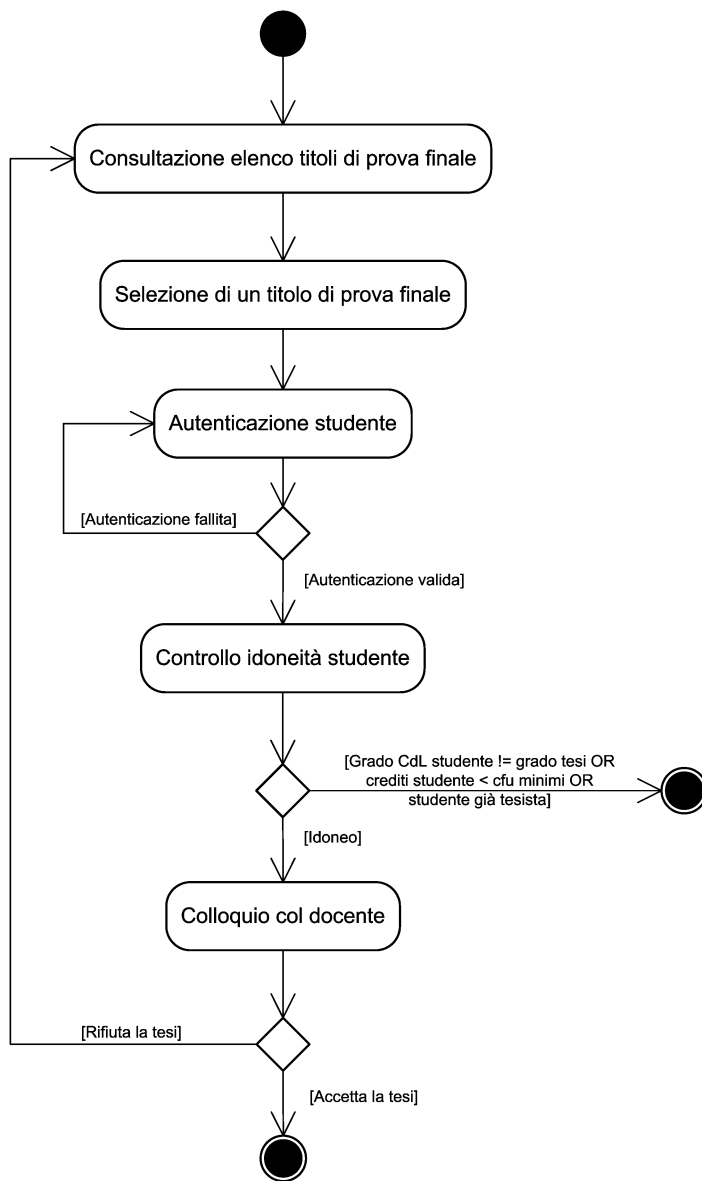 Consultazione elenco titoli di prova finale
Selezione di un titolo di prova finale
Autenticazione studente
[Autenticazione fallita]
[Autenticazione valida]
Controllo idoneità studente
[Grado CdL studente != grado tesi OR
crediti studente < cfu minimi OR
studente già tesista]
[Idoneo]
Colloquio col docente
[Rifiuta la tesi]
[Accetta la tesi]